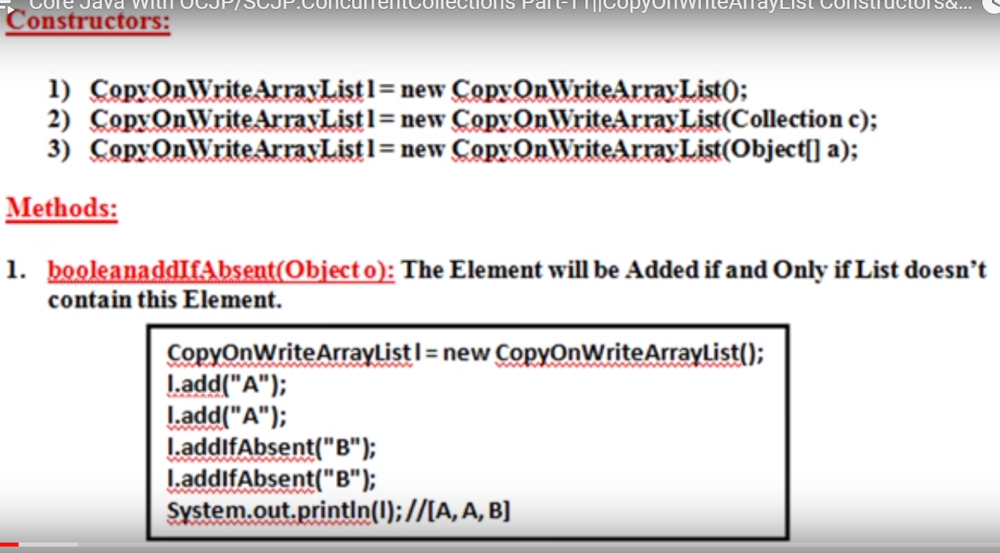 Core Java With OCJP/SCJP:ConcurrentCollections Part-11||CopyOnWriteArrayList Constructors&...
Constructors:
1) CopyOnWriteArrayList l = new CopyOnWriteArrayList();
2) CopyOnWriteArrayList l = new CopyOnWriteArrayList(Collection c);
3) CopyOnWriteArrayList l = new CopyOnWriteArrayList(Object[] a);
Methods:
1. booleanaddIfAbsent(Object o): The Element will be Added if and Only if List doesn’t
contain this Element.
CopyOnWriteArrayList l = new CopyOnWriteArrayList();
l.add("A");
l.add("A");
l.addIfAbsent("B");
l.addIfAbsent("B");
System.out.println(l); //[A, A, B]